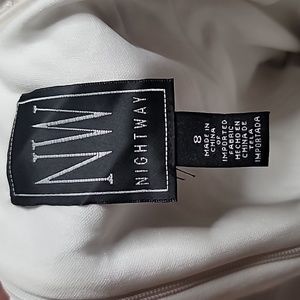 NW
NIGHTWAY
8
MADE IN
CHINA
OF
IMPORTED
FABRIC
HECHO EN
CHINA DE
TELA
IMPORTADA